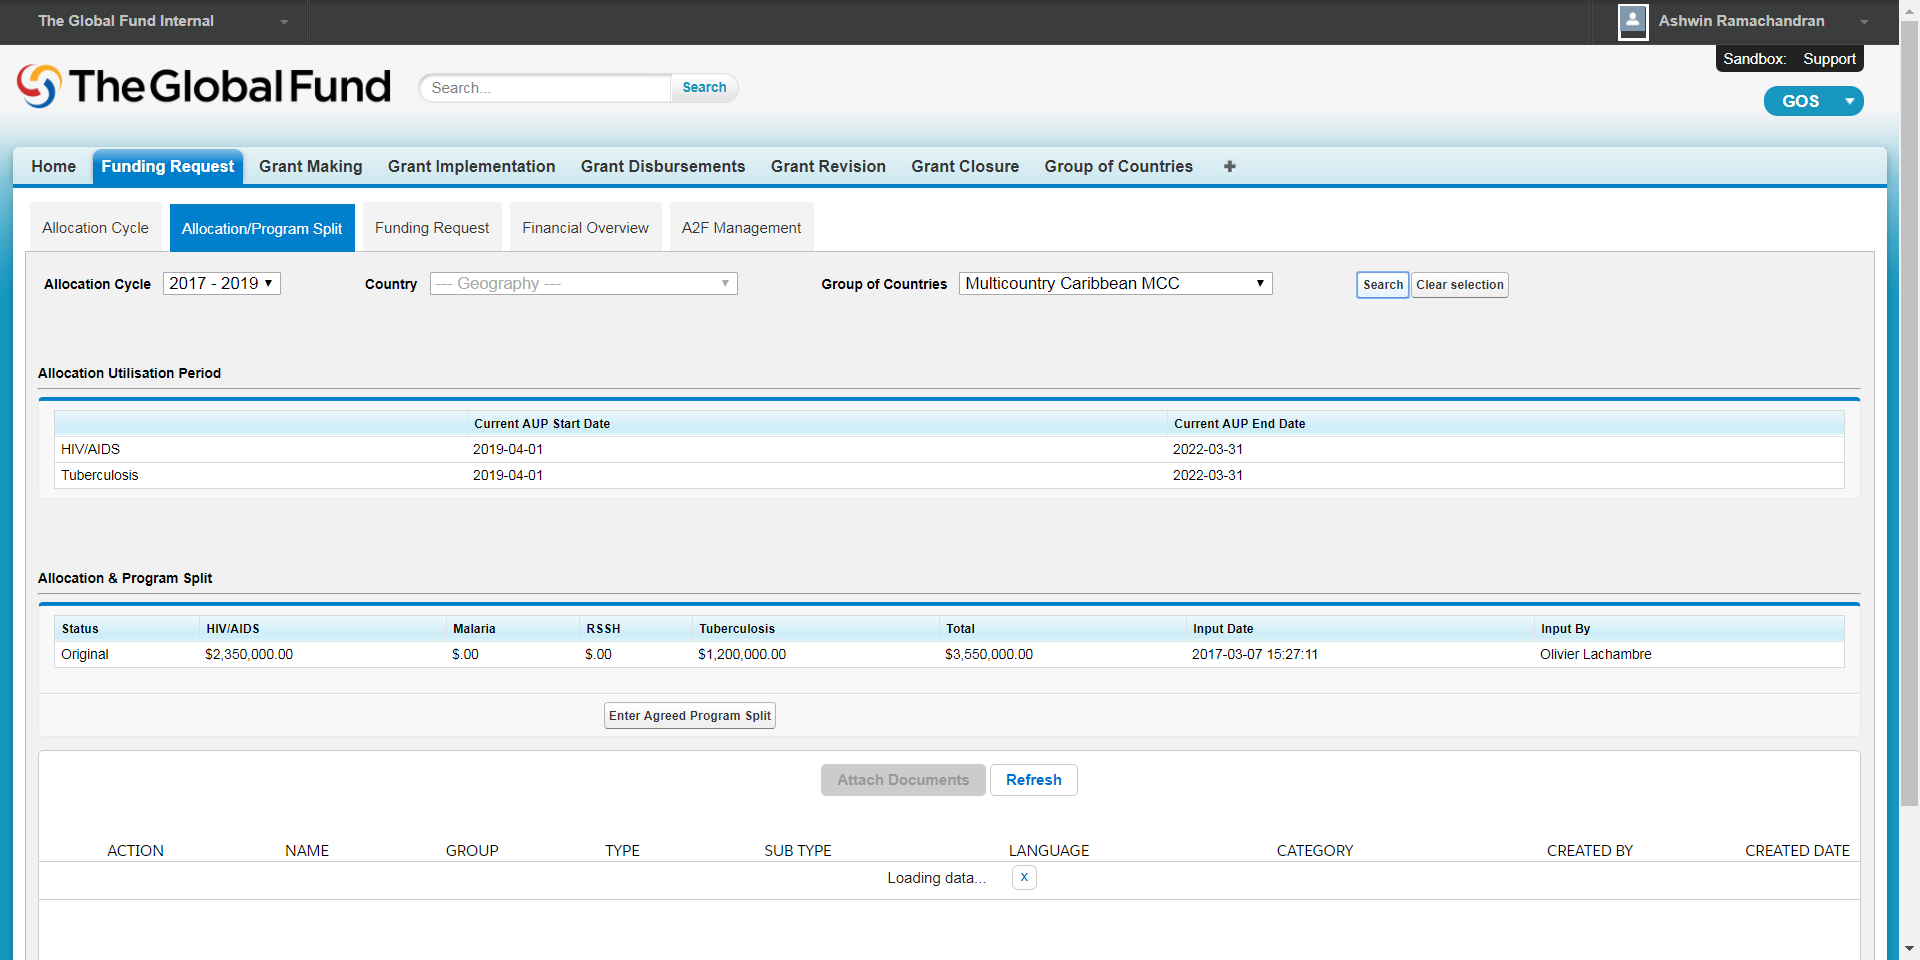 The Global Fund Internal
Ashwin Ramachandran
Sandbox: Support
The Global Fund
Search...
Search
GOS
Home Funding Request Grant Making Grant Implementation Grant Disbursements Grant Revision Grant Closure Group of Countries +
Allocation Cycle Allocation/Program Split Funding Request Financial Overview A2F Management
Allocation Cycle 2017 - 2019 Country --- Geography --- Group of Countries Multicountry Caribbean MCC Search Clear selection
Allocation Utilisation Period
Current AUP Start Date Current AUP End Date
HIV/AIDS 2019-04-01 2022-03-31
Tuberculosis 2019-04-01 2022-03-31
Allocation & Program Split
Status HIV/AIDS Malaria RSSH Tuberculosis Total Input Date Input By
Original $2,350,000.00 $.00 $.00 $1,200,000.00 $3,550,000.00 2017-03-07 15:27:11 Olivier Lachambre
Enter Agreed Program Split
Attach Documents Refresh
ACTION NAME GROUP TYPE SUB TYPE LANGUAGE CATEGORY CREATED BY CREATED DATE
Loading data... X